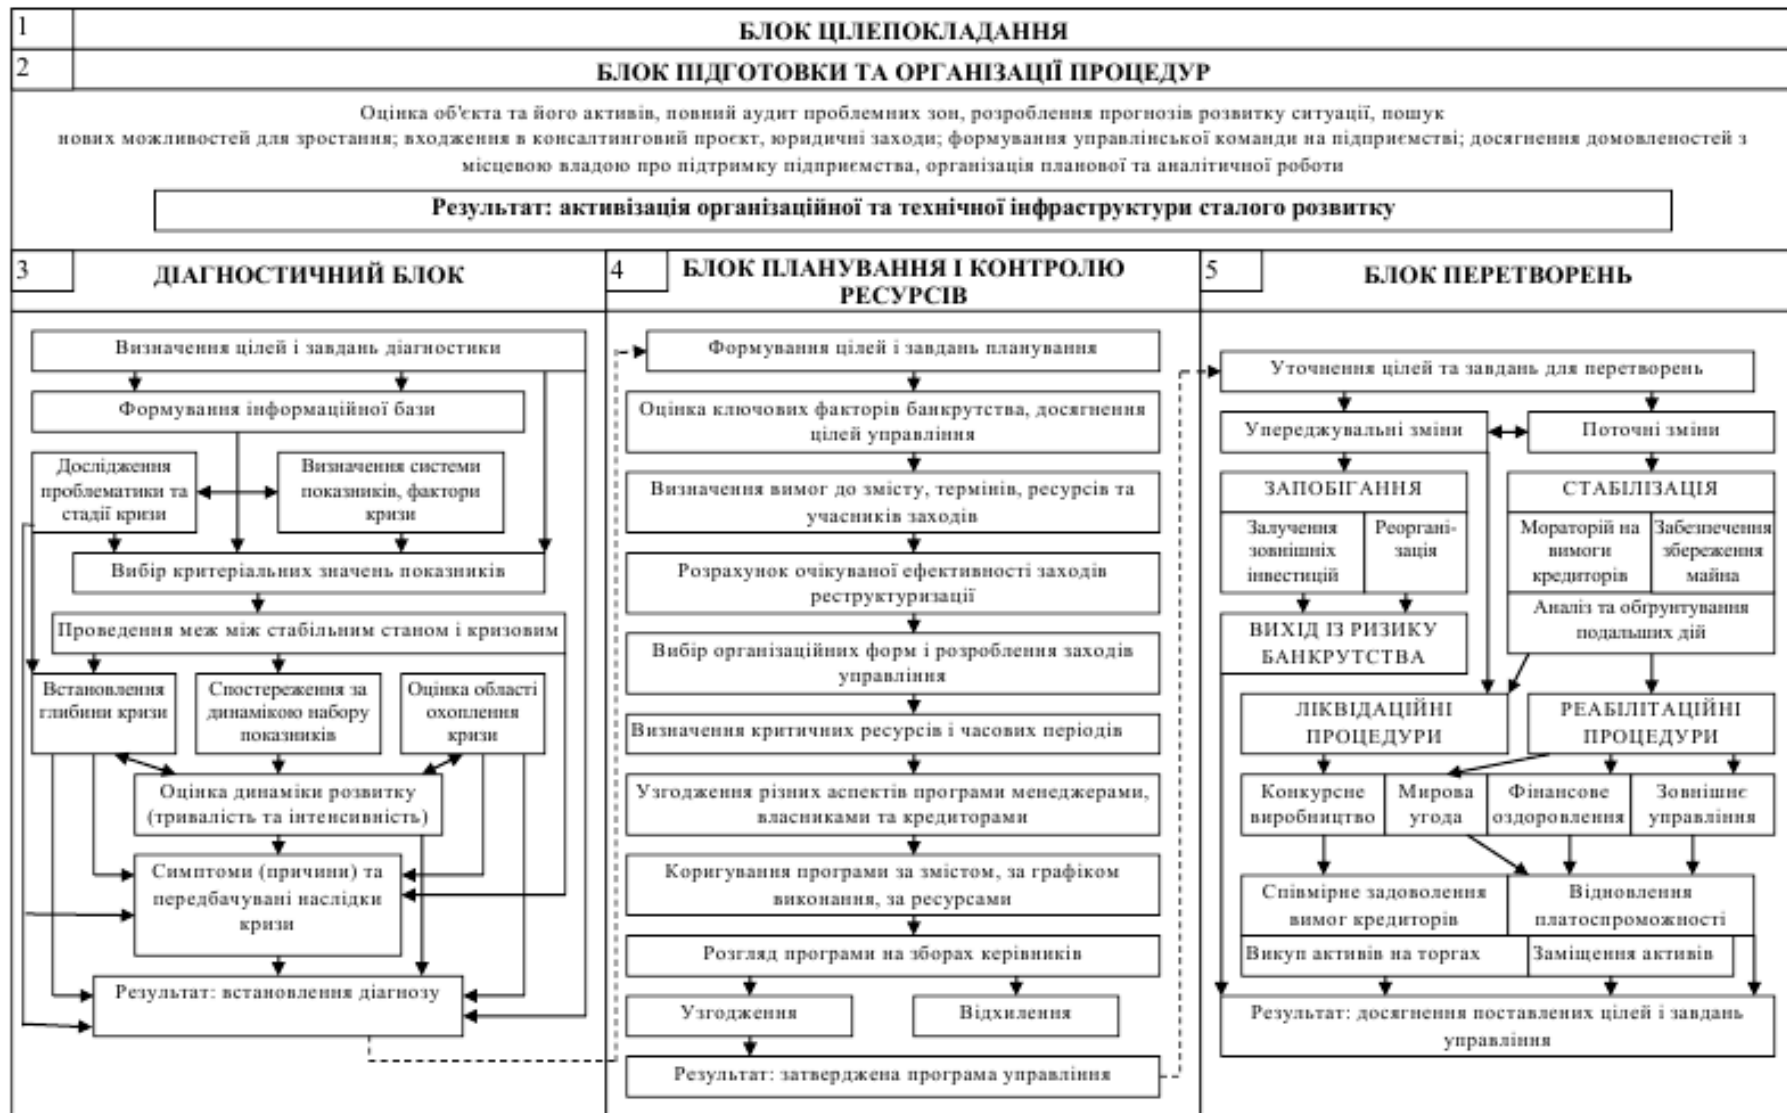 1
БЛОК ЦІЛЕПОКЛАДАННЯ
2
БЛОК ПІДГОТОВКИ ТА ОРГАНІЗАЦІЇ ПРОЦЕДУР
Оцінка об'єкта та його активів, повний аудит проблемних зон, розроблення прогнозів розвитку ситуації, пошук
нових можливостей для зростання; входження в консалтинговий проєкт, юридичні заходи; формування управлінської команди на підприємстві; досягнення домовленостей з
місцевою владою про підтримку підприємства, організація планової та аналітичної роботи
Результат: активізація організаційної та технічної інфраструктури сталого розвитку
3
ДІАГНОСТИЧНИЙ БЛОК
Визначення цілей і завдань діагностики
Формування інформаційної бази
Дослідження
проблематики та
стадії кризи
Визначення системи
показників, фактори
кризи
Вибір критеріальних значень показників
Проведення меж між стабільним станом і кризовим
Встановлення
глибини кризи
Спостереження за
динамікою набору
показників
Оцінка області
охоплення
кризи
Оцінка динаміки розвитку
(тривалість та інтенсивність)
Симптоми (причини) та
передбачувані наслідки
кризи
Результат: встановлення діагнозу
4
БЛОК ПЛАНУВАННЯ І КОНТРОЛЮ
РЕСУРСІВ
Формування цілей і завдань планування
Оцінка ключових факторів банкрутства, досягнення
цілей управління
Визначення вимог до змісту, термінів, ресурсів та
учасників заходів
Розрахунок очікуваної ефективності заходів
реструктуризації
Вибір організаційних форм і розроблення заходів
управління
Визначення критичних ресурсів і часових періодів
Узгодження різних аспектів програми менеджерами,
власниками та кредиторами
Коригування програми за змістом, за графіком
виконання, за ресурсами
Розгляд програми на зборах керівників
Узгодження
Відхилення
Результат: затверджена програма управління
5
БЛОК ПЕРЕТВОРЕНЬ
Уточнення цілей та завдань для перетворень
Упереджувальні зміни
Поточні зміни
ЗАПОБІГАННЯ
Залучення
зовнішніх
інвестицій
Реоргані-
зація
СТАБІЛІЗАЦІЯ
Мораторій на
вимоги
кредиторів
Забезпечення
збереження
майна
Аналіз та обґрунтування
подальших дій
ВИХІД ІЗ РИЗИКУ
БАНКРУТСТВА
ЛІКВІДАЦІЙНІ
ПРОЦЕДУРИ
РЕАБІЛІТАЦІЙНІ
ПРОЦЕДУРИ
Конкурсне
виробництво
Мирова
угода
Фінансове
оздоровлення
Зовнішнє
управління
Співмірне задоволення
вимог кредиторів
Відновлення
платоспроможності
Викуп активів на торгах
Заміщення активів
Результат: досягнення поставлених цілей і завдань
управління